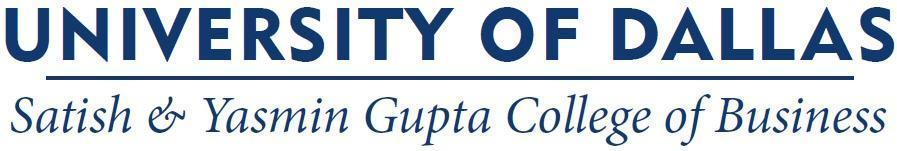 UNIVERSITY OF DALLAS
Satish & Yasmin Gupta College of Business